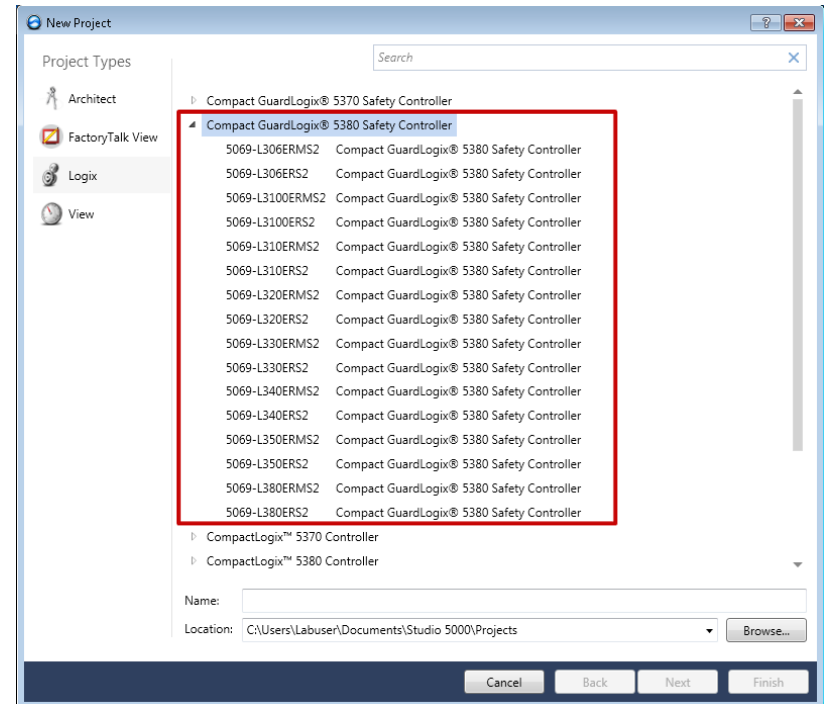 New Project
Project Types
Search
Architect
FactoryTalk View
Logix
View
Compact GuardLogix® 5370 Safety Controller
Compact GuardLogix® 5380 Safety Controller
5069-L306ERMS2 Compact GuardLogix® 5380 Safety Controller
5069-L306ERS2 Compact GuardLogix® 5380 Safety Controller
5069-L3100ERMS2 Compact GuardLogix® 5380 Safety Controller
5069-L3100ERS2 Compact GuardLogix® 5380 Safety Controller
5069-L310ERMS2 Compact GuardLogix® 5380 Safety Controller
5069-L310ERS2 Compact GuardLogix® 5380 Safety Controller
5069-L320ERMS2 Compact GuardLogix® 5380 Safety Controller
5069-L320ERS2 Compact GuardLogix® 5380 Safety Controller
5069-L330ERMS2 Compact GuardLogix® 5380 Safety Controller
5069-L330ERS2 Compact GuardLogix® 5380 Safety Controller
5069-L340ERMS2 Compact GuardLogix® 5380 Safety Controller
5069-L340ERS2 Compact GuardLogix® 5380 Safety Controller
5069-L350ERMS2 Compact GuardLogix® 5380 Safety Controller
5069-L350ERS2 Compact GuardLogix® 5380 Safety Controller
5069-L380ERMS2 Compact GuardLogix® 5380 Safety Controller
5069-L380ERS2 Compact GuardLogix® 5380 Safety Controller
CompactLogix™ 5370 Controller
CompactLogix™ 5380 Controller
Name:
Location: C:\Users\Labuser\Documents\Studio 5000\Projects Browse...
Cancel Back Next Finish